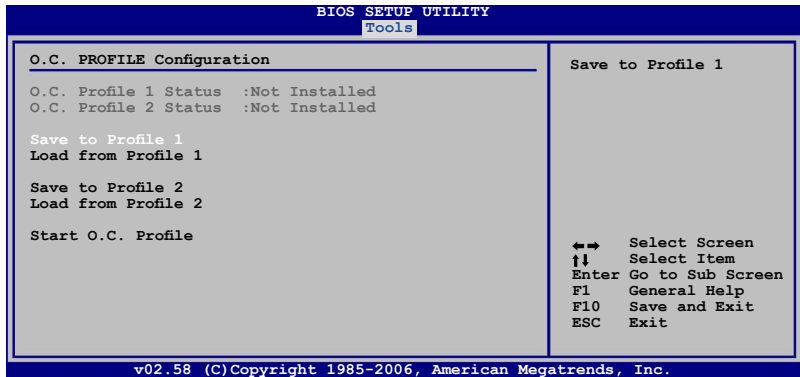 BIOS SETUP UTILITY
Tools
O.C. PROFILE Configuration
O.C. Profile 1 Status :Not Installed
O.C. Profile 2 Status :Not Installed
Save to Profile 1
Load from Profile 1
Save to Profile 2
Load from Profile 2
Start O.C. Profile
Save to Profile 1
←→ Select Screen
↑↓ Select Item
Enter Go to Sub Screen
F1 General Help
F10 Save and Exit
ESC Exit
v02.58 (C)Copyright 1985-2006, American Megatrends, Inc.